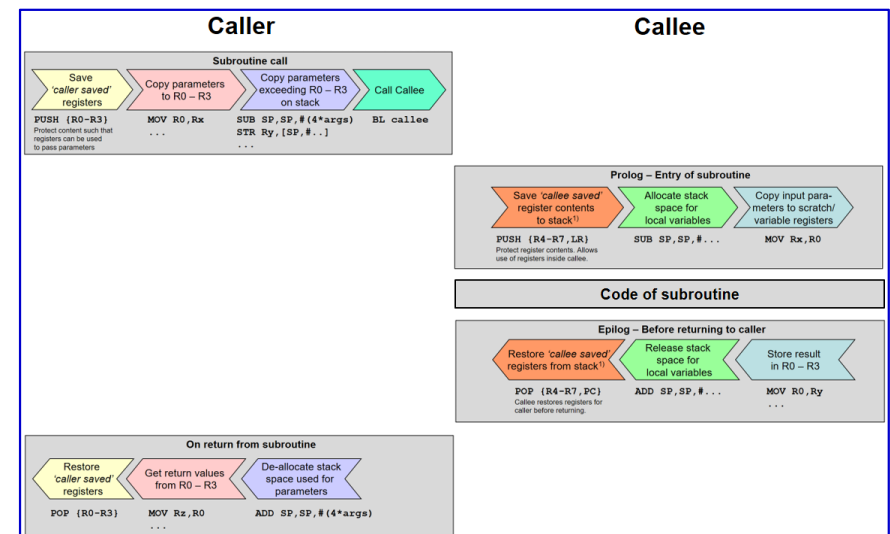 Caller
Callee
Subroutine call
Save
'caller saved'
registers
Copy parameters
to R0 – R3
Copy parameters
exceeding R0 – R3
on stack
Call Callee
PUSH {R0-R3}
Protect content such that
registers can be used
to pass parameters
MOV R0,Rx
...
SUB SP,SP,#(4*args)
STR Ry,[SP,#..]
...
BL callee
Prolog – Entry of subroutine
Save 'callee saved'
register contents
to stack1)
Allocate stack
space for
local variables
Copy input para-
meters to scratch/
variable registers
PUSH {R4-R7,LR}
Protect register contents. Allows
use of registers inside callee.
SUB SP,SP,#...
MOV Rx,R0
Code of subroutine
Epilog – Before returning to caller
Restore 'callee saved'
registers from stack1)
Release stack
space for
local variables
Store result
in R0 – R3
POP {R4-R7,PC}
Callee restores registers for
caller before returning.
ADD SP,SP,#...
MOV R0,Ry
...
On return from subroutine
Restore
'caller saved'
registers
Get return values
from R0 – R3
De-allocate stack
space used for
parameters
POP {R0-R3}
MOV Rz,R0
...
ADD SP,SP,#(4*args)